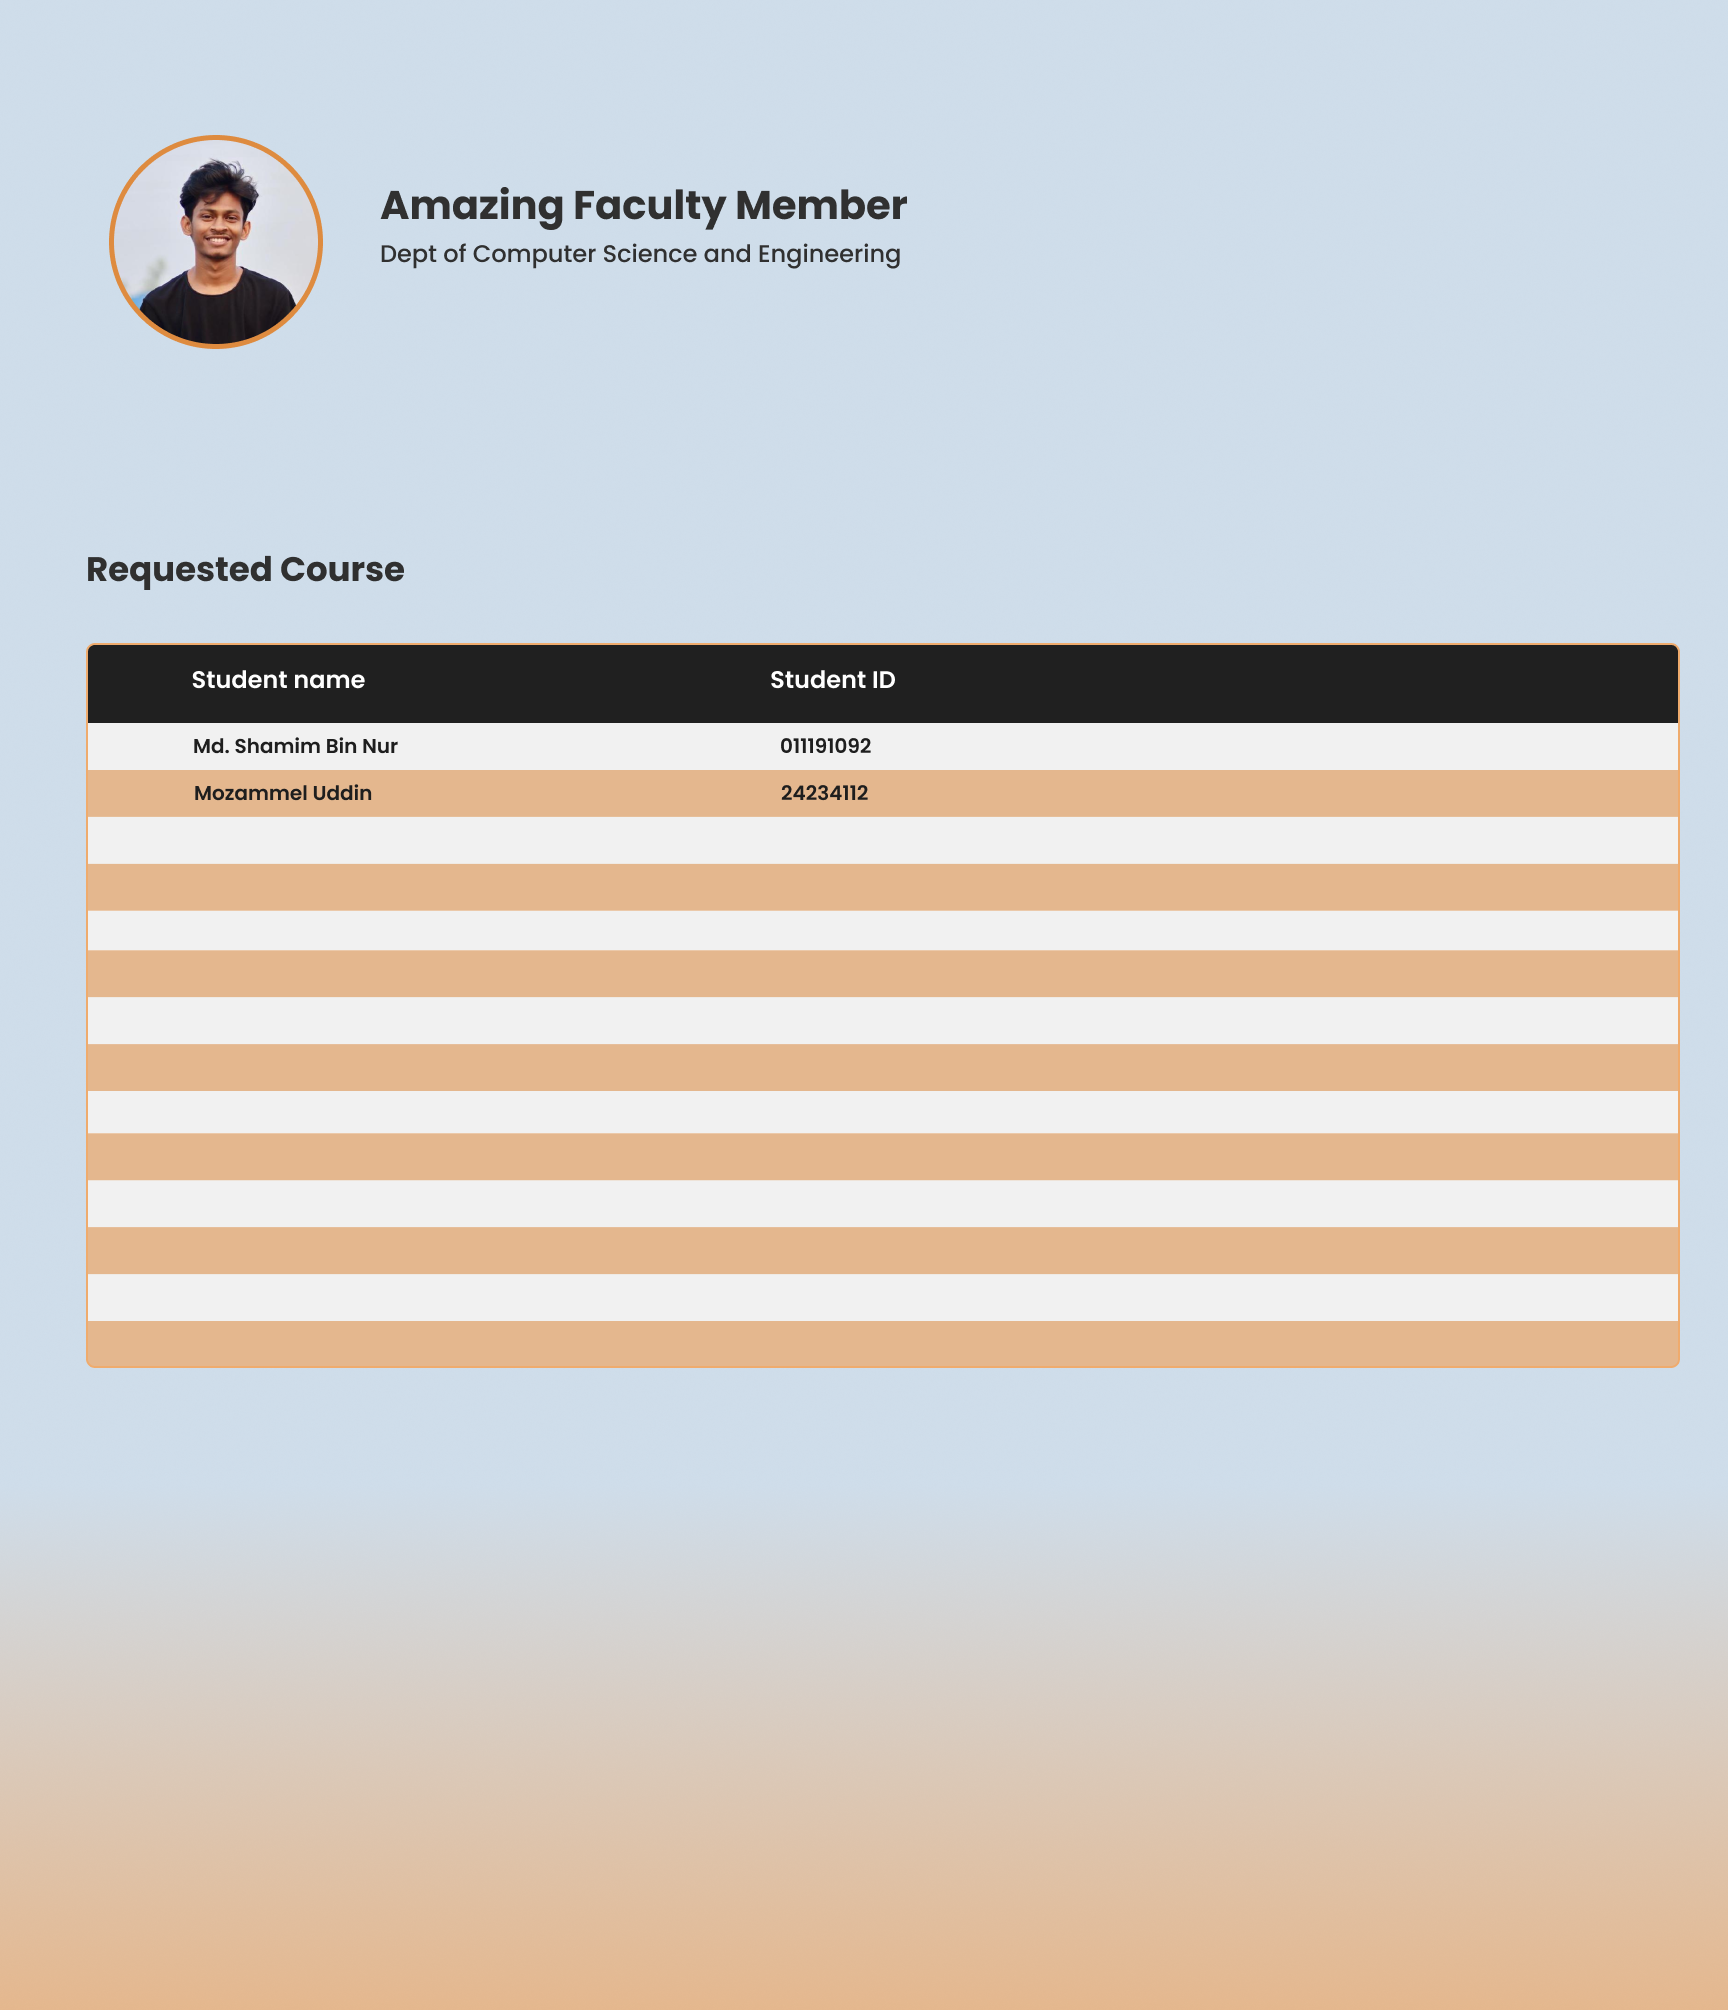 Amazing Faculty Member
Dept of Computer Science and Engineering
Requested Course
Student name Student ID
Md. Shamim Bin Nur 011191092
Mozammel Uddin 24234112